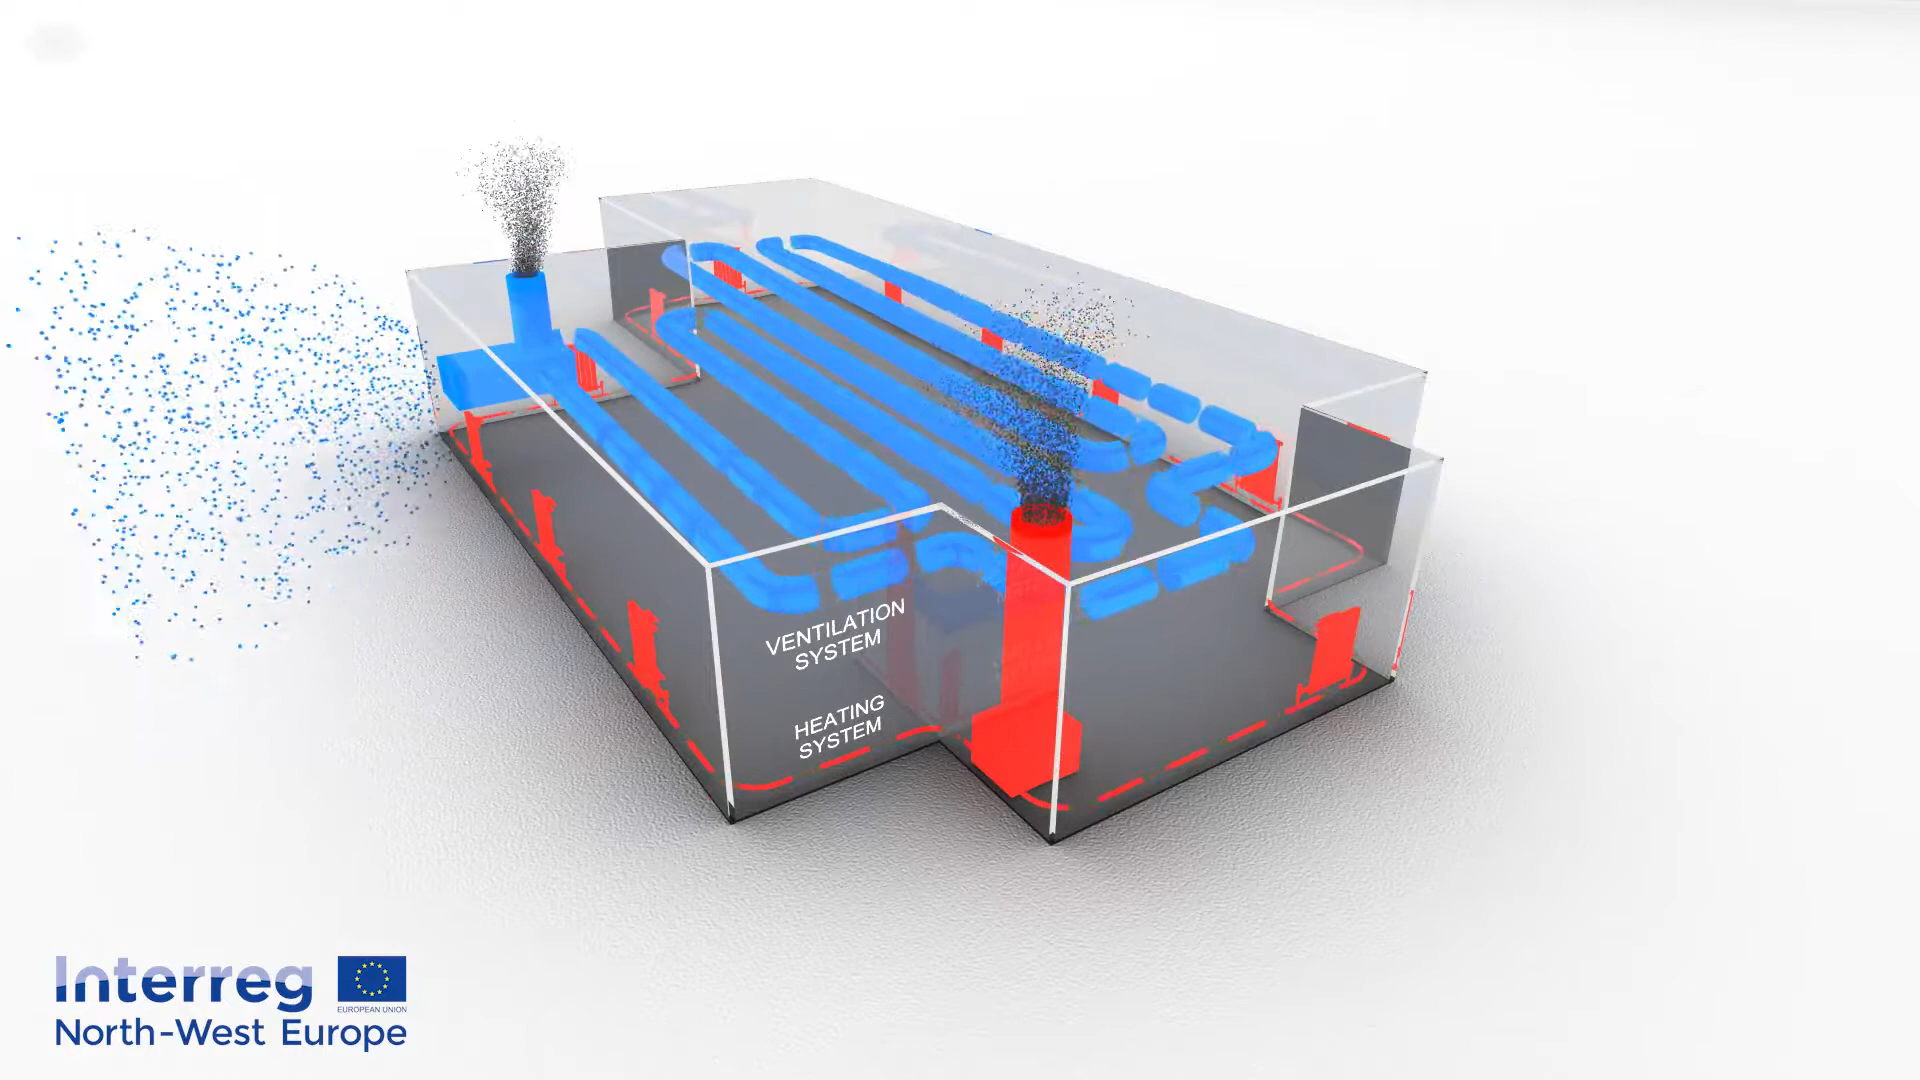 VENTILATION
SYSTEM
HEATING
SYSTEM
Interreg
EUROPEAN UNION
North-West Europe